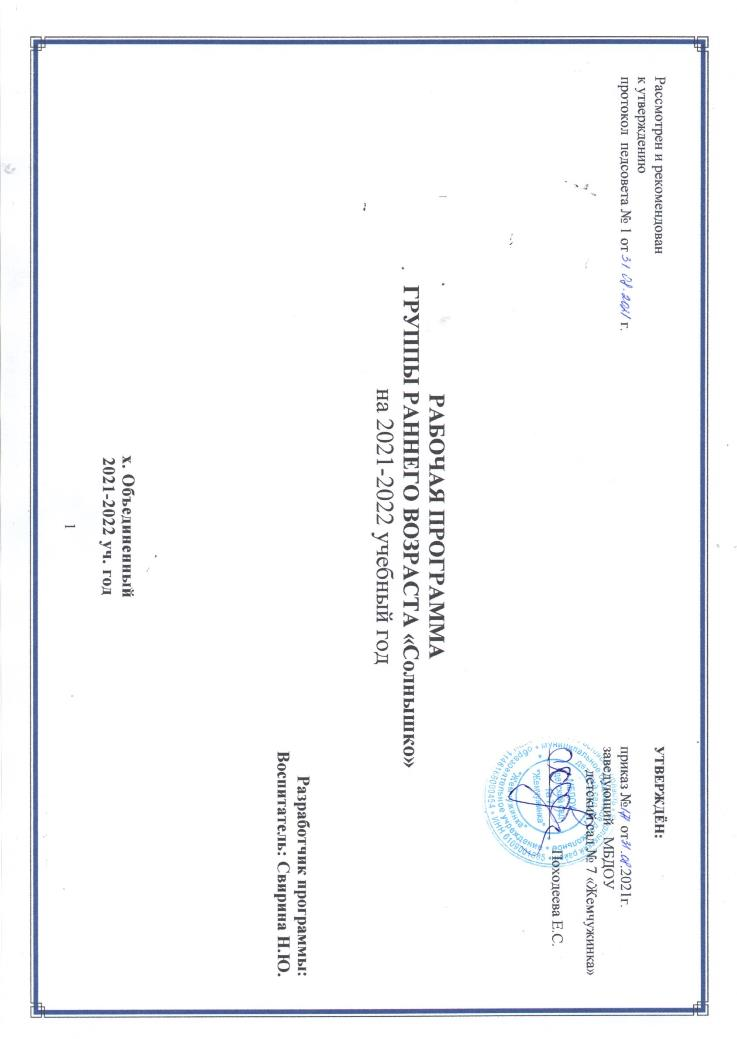 Рассмотрен и рекомендован
к утверждению
протокол педсовета № 1 от 31.08.2021 г.
УТВЕРЖДЁН:
приказ № от 31.08.2021г.
заведующий МБДОУ
детский сад № 7 «Жемчужинка»
Походеева Е.С.
РАБОЧАЯ ПРОГРАММА
ГРУППЫ РАННЕГО ВОЗРАСТА «Солнышко»
на 2021-2022 учебный год
Разработчик программы:
Воспитатель: Свирина Н.Ю.
х. Объединенный
2021-2022 уч. год
1